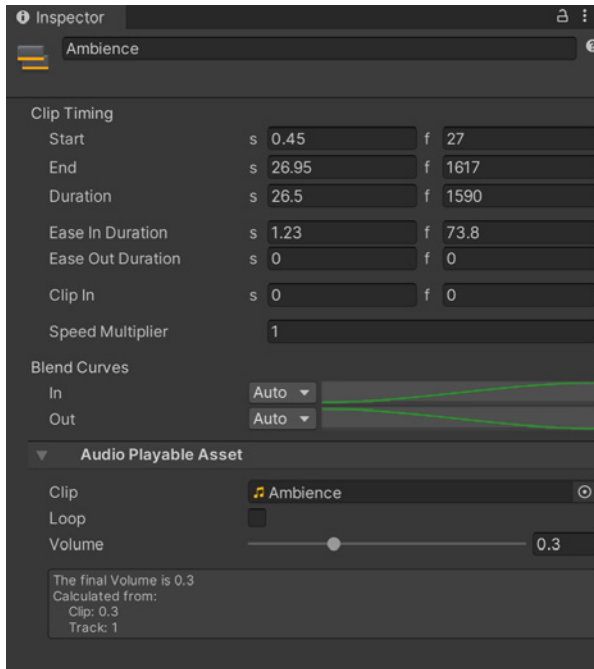 Inspector
Ambience
Clip Timing
Start s 0.45 f 27
End s 26.95 f 1617
Duration s 26.5 f 1590
Ease In Duration s 1.23 f 73.8
Ease Out Duration s 0 f 0
Clip In s 0 f 0
Speed Multiplier 1
Blend Curves
In Auto
Out Auto
Audio Playable Asset
Clip Ambience
Loop
Volume 0.3
The final Volume is 0.3
Calculated from:
Clip: 0.3
Track: 1